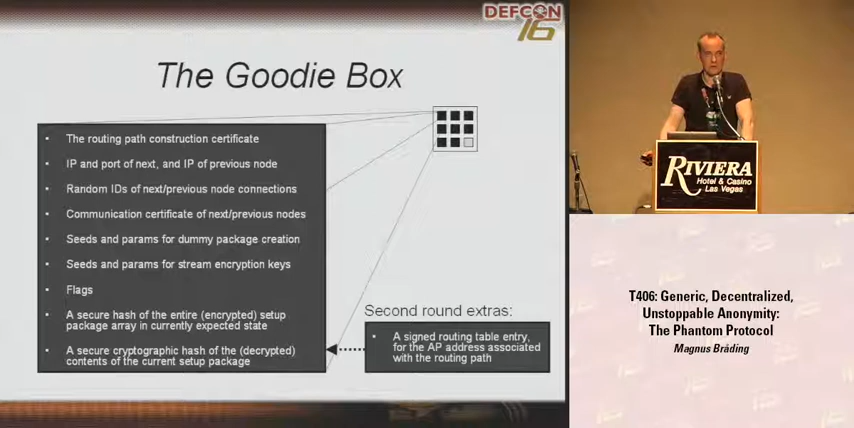 DEFCON
16
The Goodie Box
The routing path construction certificate
IP and port of next, and IP of previous node
Random IDs of next/previous node connections
Communication certificate of next/previous nodes
Seeds and params for dummy package creation
Seeds and params for stream encryption keys
Flags
A secure hash of the entire (encrypted) setup
package array in currently expected state
A secure cryptographic hash of the (decrypted)
contents of the current setup package
Second round extras:
A signed routing table entry,
for the AP address associated
with the routing path
RIVIERA
Hotel & Casino
Las Vegas
T406: Generic, Decentralized,
Unstoppable Anonymity:
The Phantom Protocol
Magnus Bråding